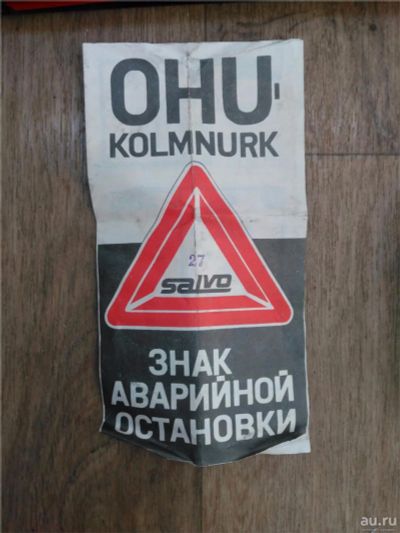 OHU-
KOLMNURK
27
salvo
ЗНАК
АВАРИЙНОЙ
ОСТАНОВКИ
au.ru